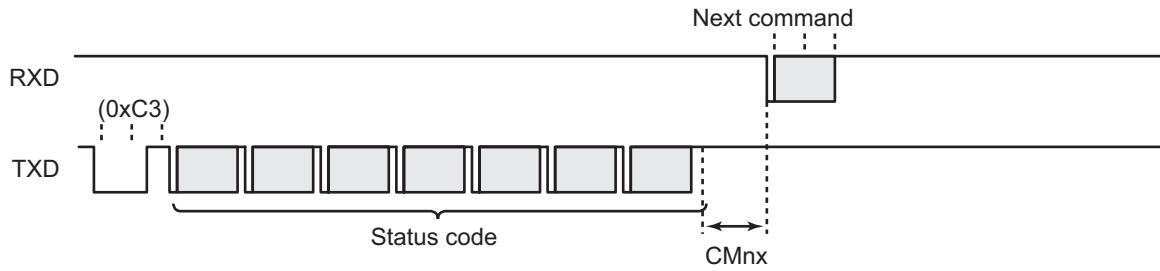 Next command
RXD
(0xC3)
TXD
Status code
CMnx